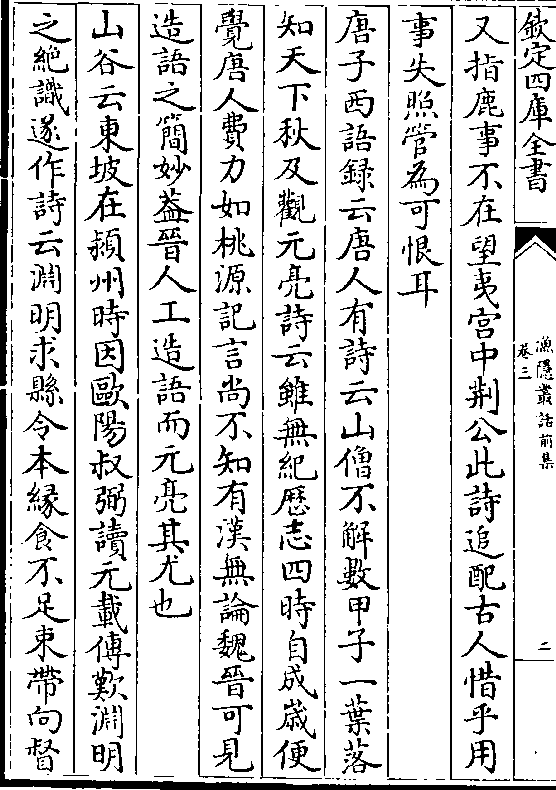 欽定四庫全書
漁隱叢話前集
卷三
二
又指鹿事不在望夷宫中荆公此詩追配古人惜乎用
事失照管為可恨耳
唐子西語録云唐人有詩云山僧不解數甲子一葉落
知天下秋及觀元亮詩云雖無紀歴志四時自成嵗便
覺唐人費力如桃源記言尚不知有漢無論魏晉可見
造語之簡妙葢晉人工造語而元亮其尤也
山谷云東坡在潁州時因歐陽叔弼讀元載傳歎淵明
之絶識遂作詩云淵明求縣令本緣食不足束帶向督